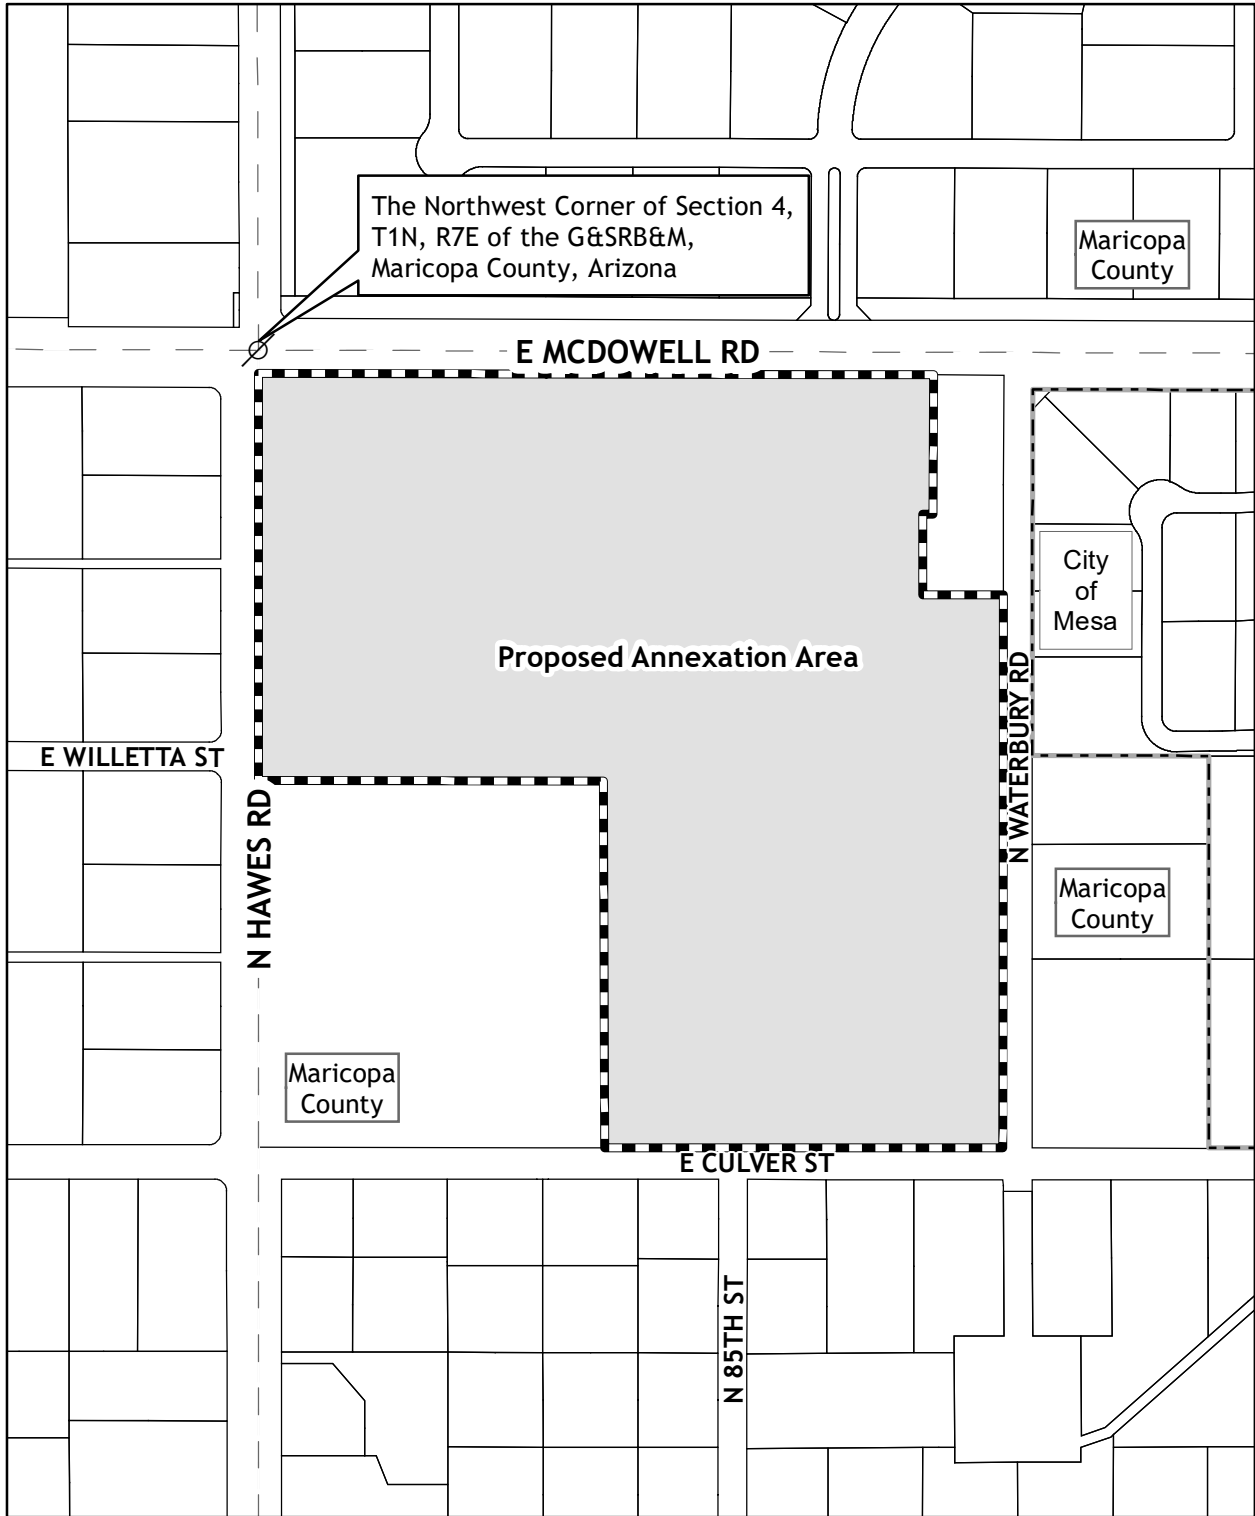 The Northwest Corner of Section 4,
T1N, R7E of the G&SRB&M,
Maricopa County, Arizona
Maricopa
County
E MCDOWELL RD
City
of
Mesa
Proposed Annexation Area
N WATERBURY RD
E WILLETTA ST
N HAWES RD
Maricopa
County
Maricopa
County
E CULVER ST
N 85TH ST